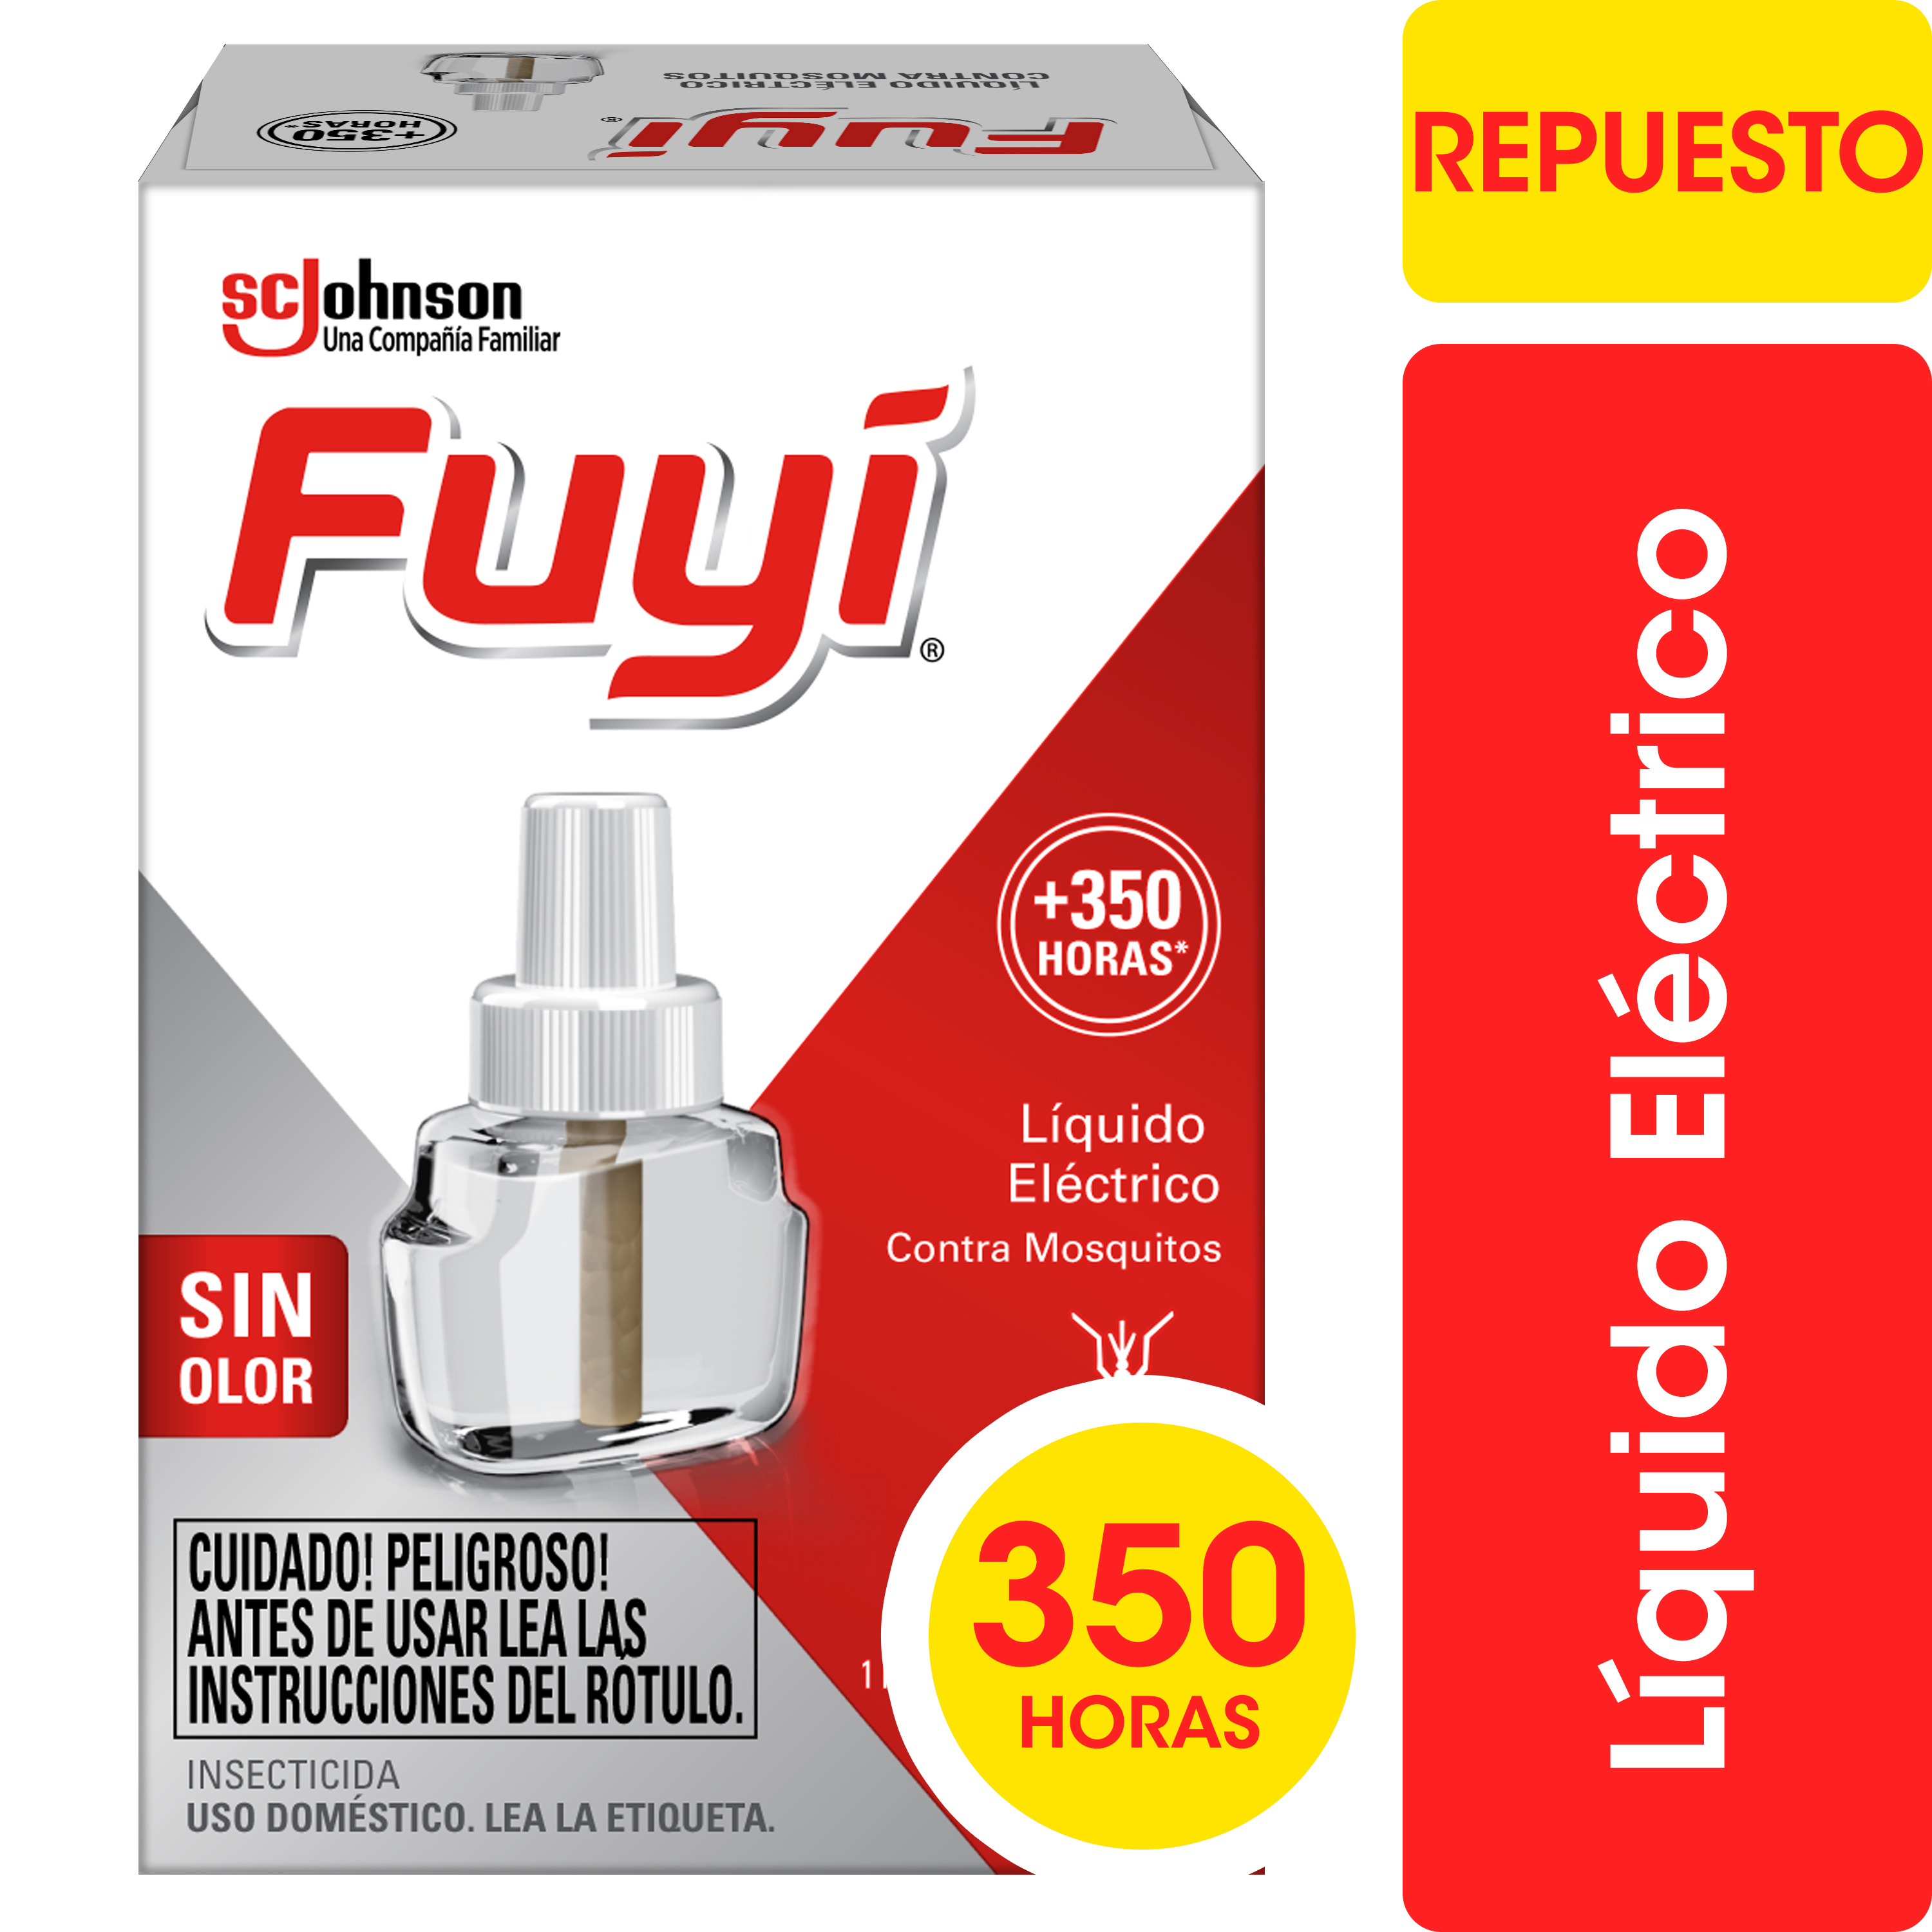 LÍQUIDO ELÉCTRICO
CONTRA MOSQUITOS
+350
HORAS*
Fuyí®
SCJohnson
Una Compañía Familiar
Fuyí®
+350
HORAS*
Líquido
Eléctrico
Contra Mosquitos
SIN
OLOR
CUIDADO! PELIGROSO!
ANTES DE USAR LEA LAS
INSTRUCCIONES DEL RÓTULO.
INSECTICIDA
USO DOMÉSTICO. LEA LA ETIQUETA.
1
350
HORAS
REPUESTO
Líquido Eléctrico